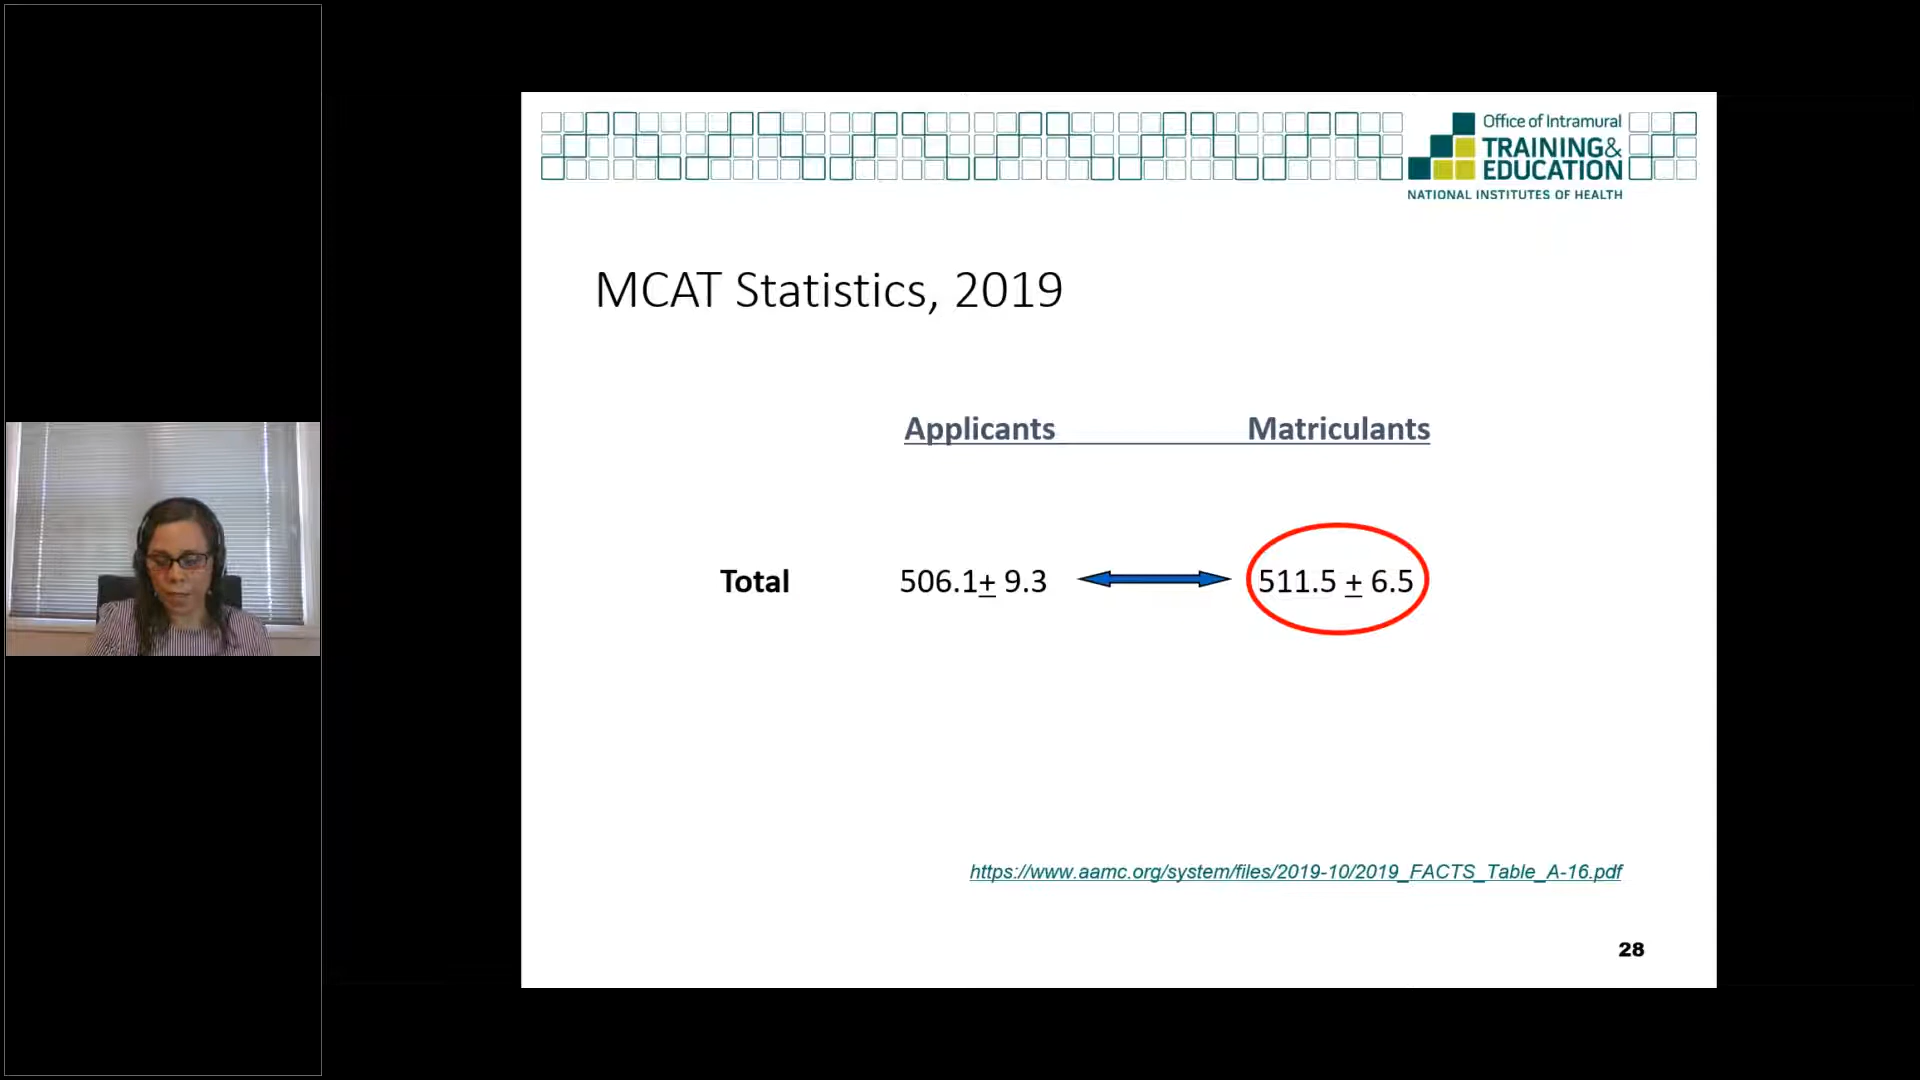 Office of Intramural
TRAINING&
EDUCATION
NATIONAL INSTITUTES OF HEALTH
MCAT Statistics, 2019
Applicants Matriculants
Total 506.1± 9.3 511.5 ± 6.5
https://www.aamc.org/system/files/2019-10/2019_FACTS_Table_A-16.pdf
28